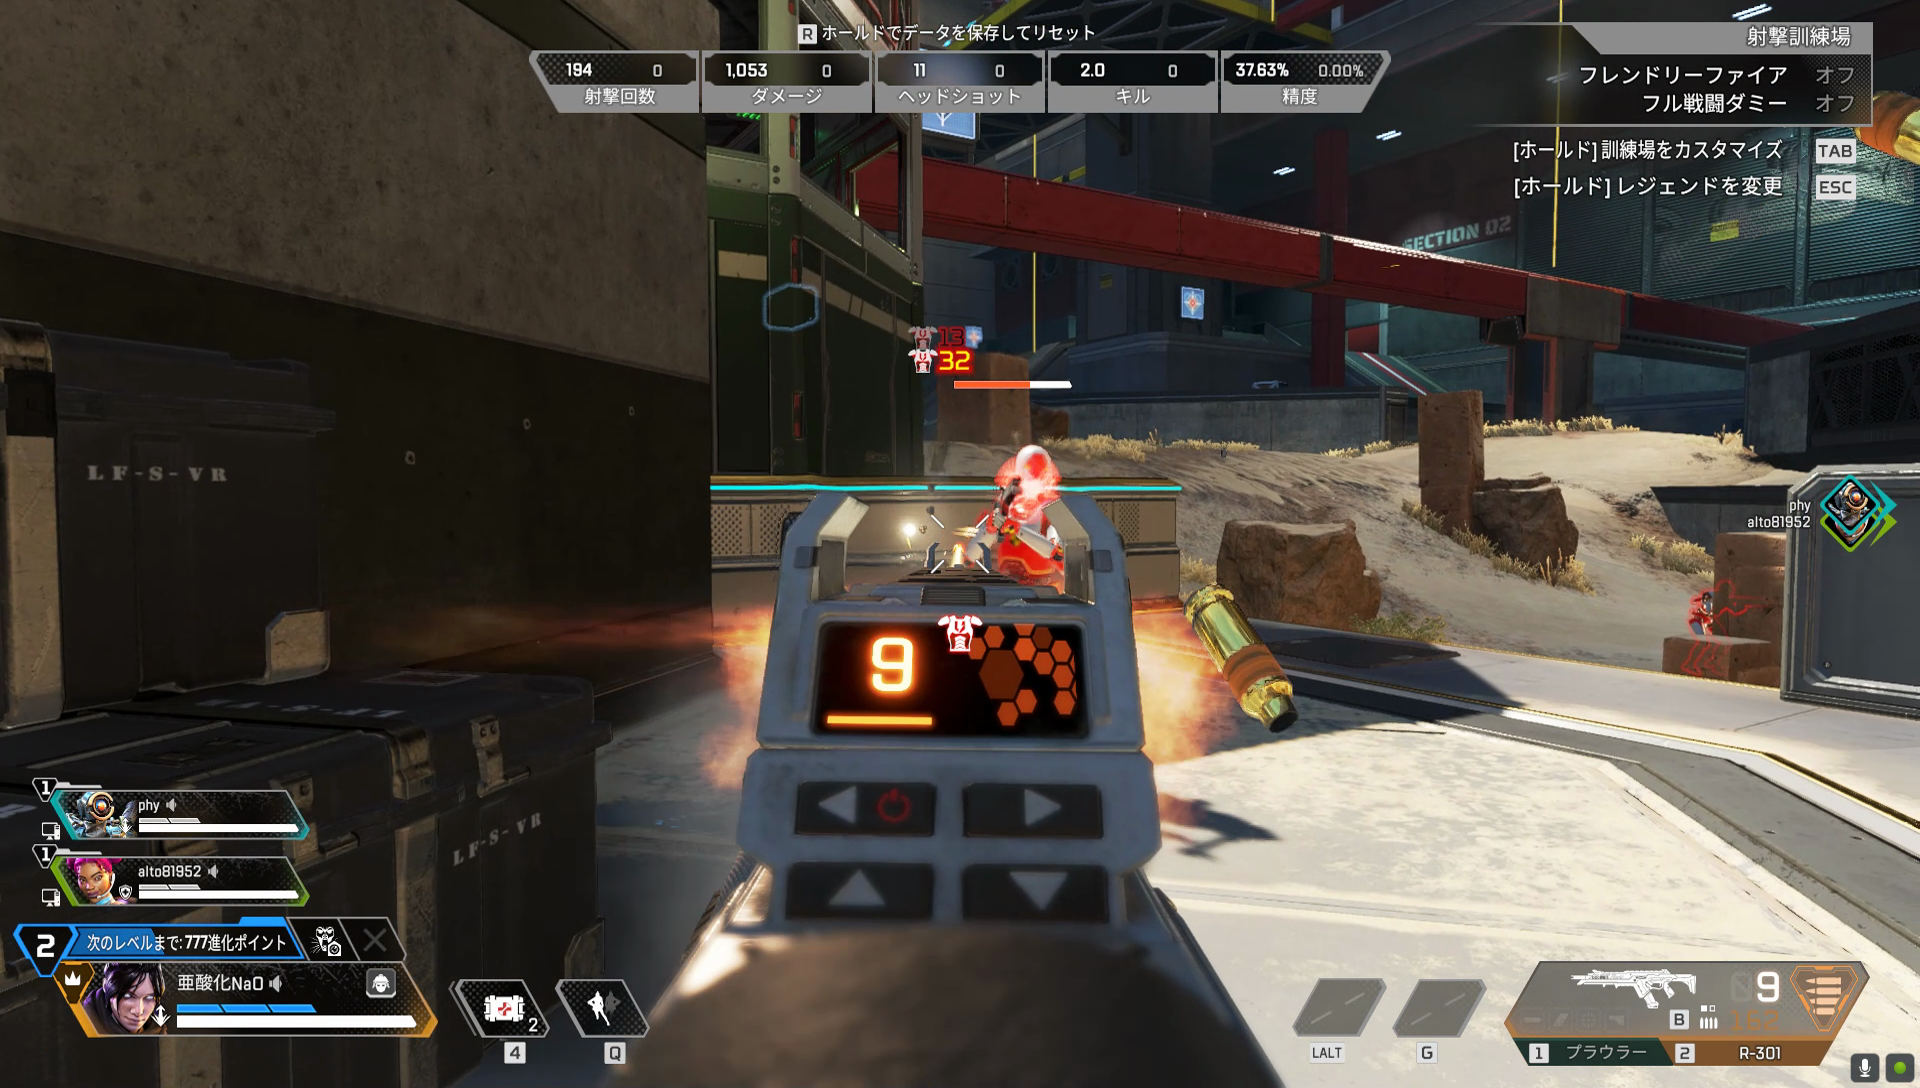 R ホールドでデータを保存してリセット
194 0
射撃回数
1,053 0
ダメージ
11 0
ヘッドショット
2.0 0
キル
37.63% 0.00%
精度
射撃訓練場
フレンドリーファイア オフ
フル戦闘ダミー オフ
[ホールド]訓練場をカスタマイズ TAB
[ホールド]レジェンドを変更 ESC
SECTION 02
13
32
LF-S-VR
phy
alto81952
9
LF-S-VR
1
phy
1
alto81952
2 次のレベルまで:777進化ポイント
亜酸化NaO
2
4
Q
LALT
G
09
B
162
1 プラウラー
2 R-301